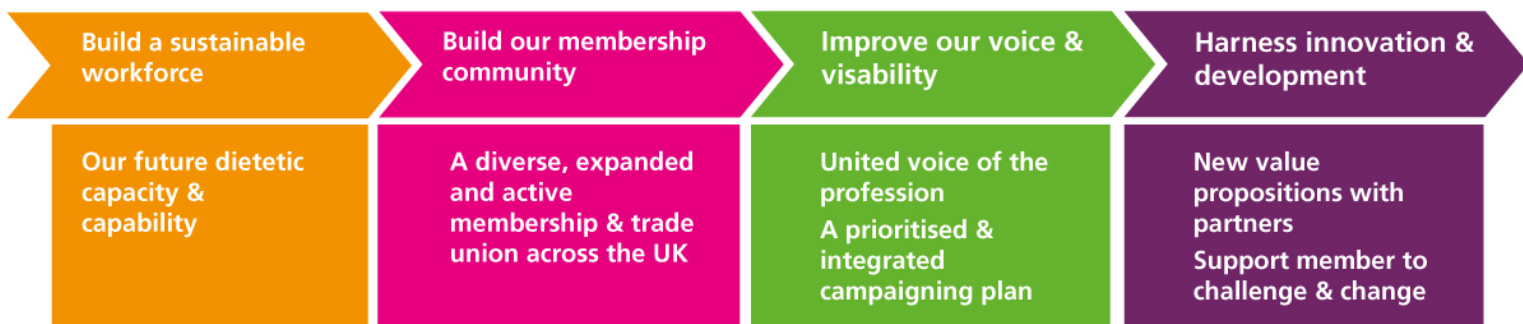 Build a sustainable
workforce
Build our membership
community
Improve our voice &
visability
Harness innovation &
development
Our future dietetic
capacity &
capability
A diverse, expanded
and active
membership & trade
union across the UK
United voice of the
profession
A prioritised &
integrated
campaigning plan
New value
propositions with
partners
Support member to
challenge & change